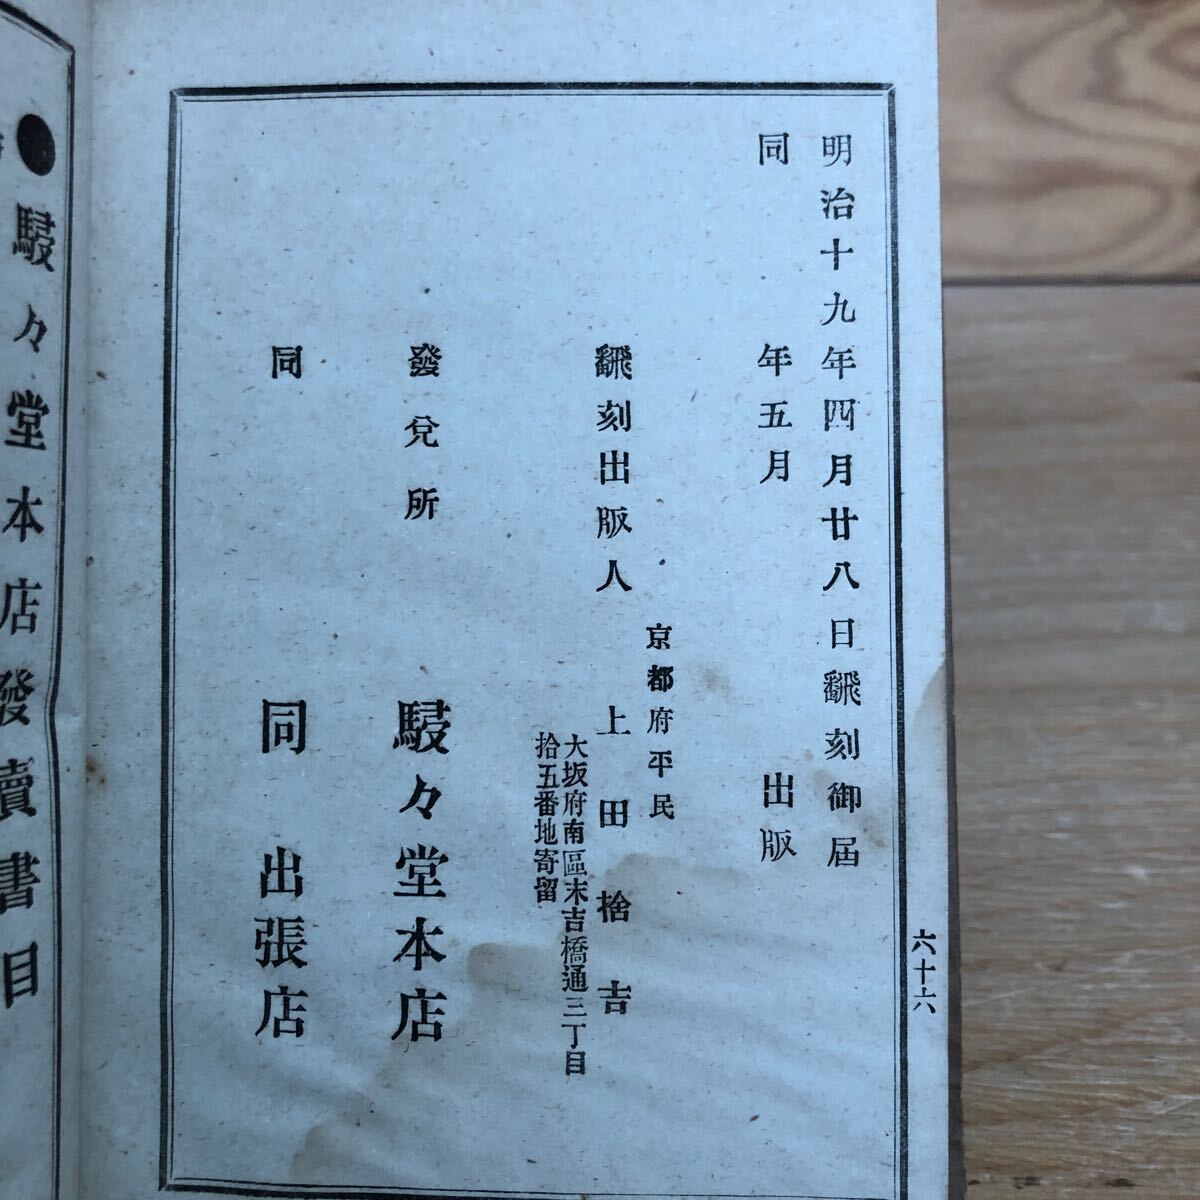 明治十九年四月廿八日飜刻御届
同年五月出版
京都府平民
飜刻出版人上田捨吉
大坂府南區末吉橋通三丁目
拾五番地寄留
發兌所駸々堂本店
同同出張店
六十六
●駸々堂本店發賣書目